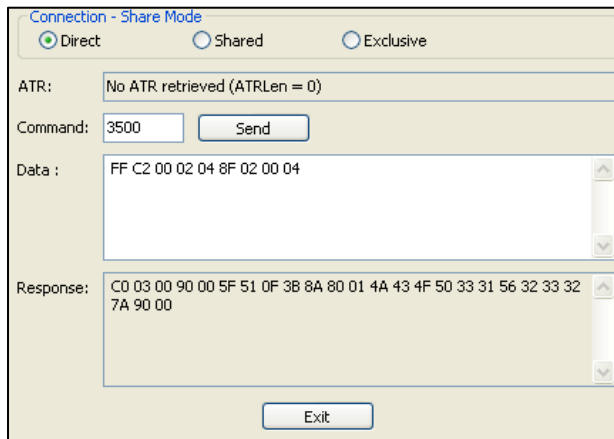 Connection - Share Mode
Direct Shared Exclusive
ATR: No ATR retrieved (ATRLen = 0)
Command: 3500 Send
Data : FF C2 00 02 04 8F 02 00 04
Response: C0 03 00 90 00 5F 51 0F 3B 8A 80 01 4A 43 4F 50 33 31 56 32 33 32
7A 90 00
Exit